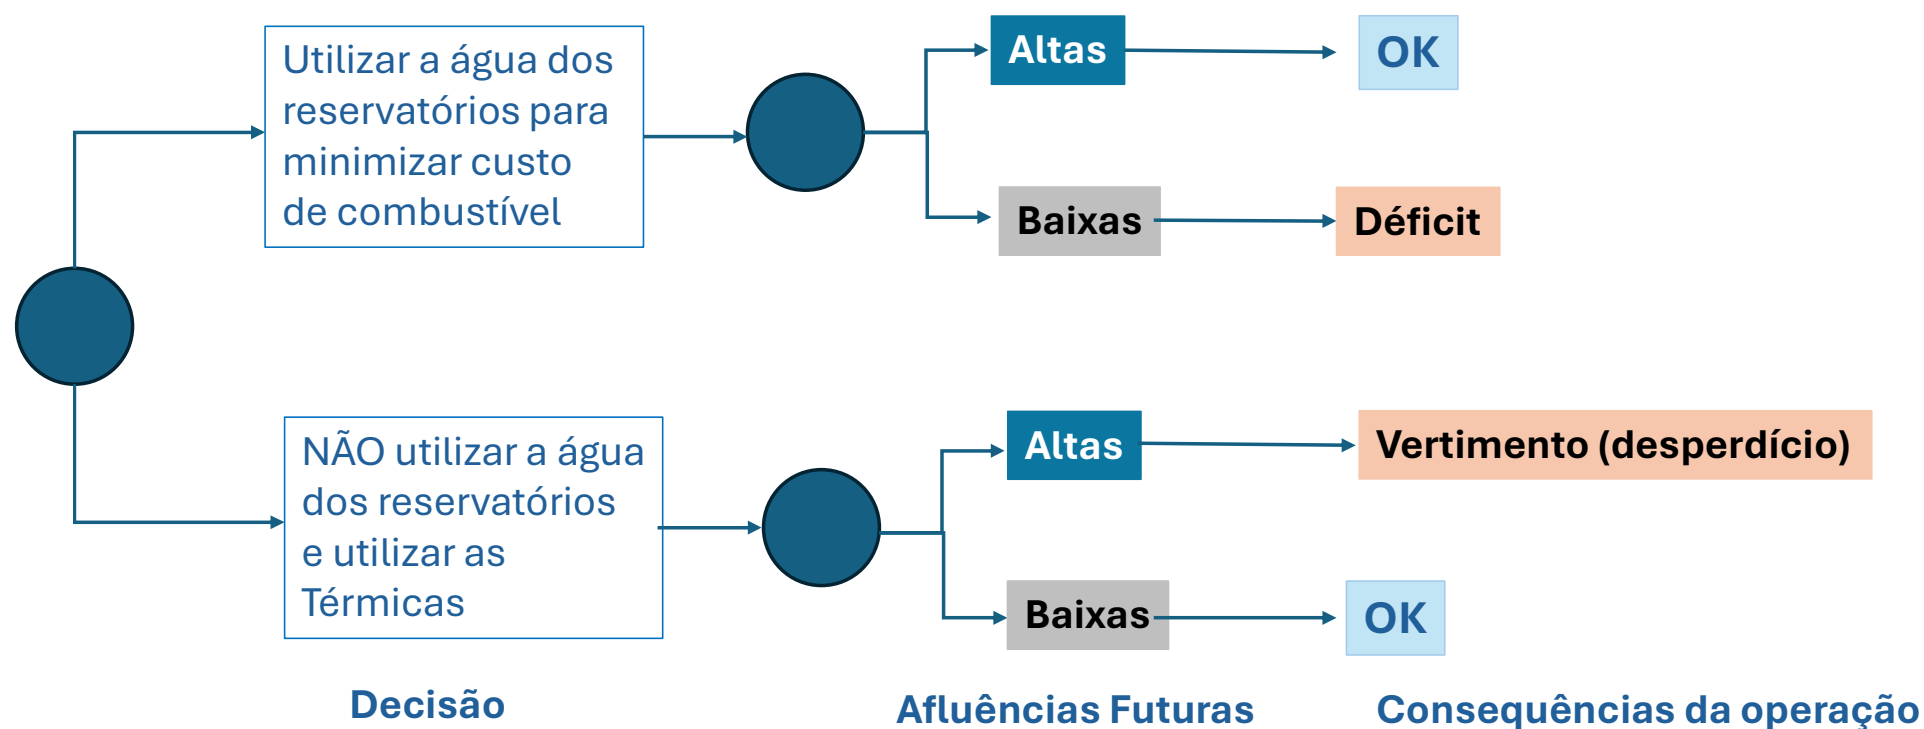 Utilizar a água dos
reservatórios para
minimizar custo
de combustível
Altas
OK
Baixas
Déficit
NÃO utilizar a água
dos reservatórios
e utilizar as
Térmicas
Altas
Vertimento (desperdício)
Baixas
OK
Decisão
Afluências Futuras
Consequências da operação